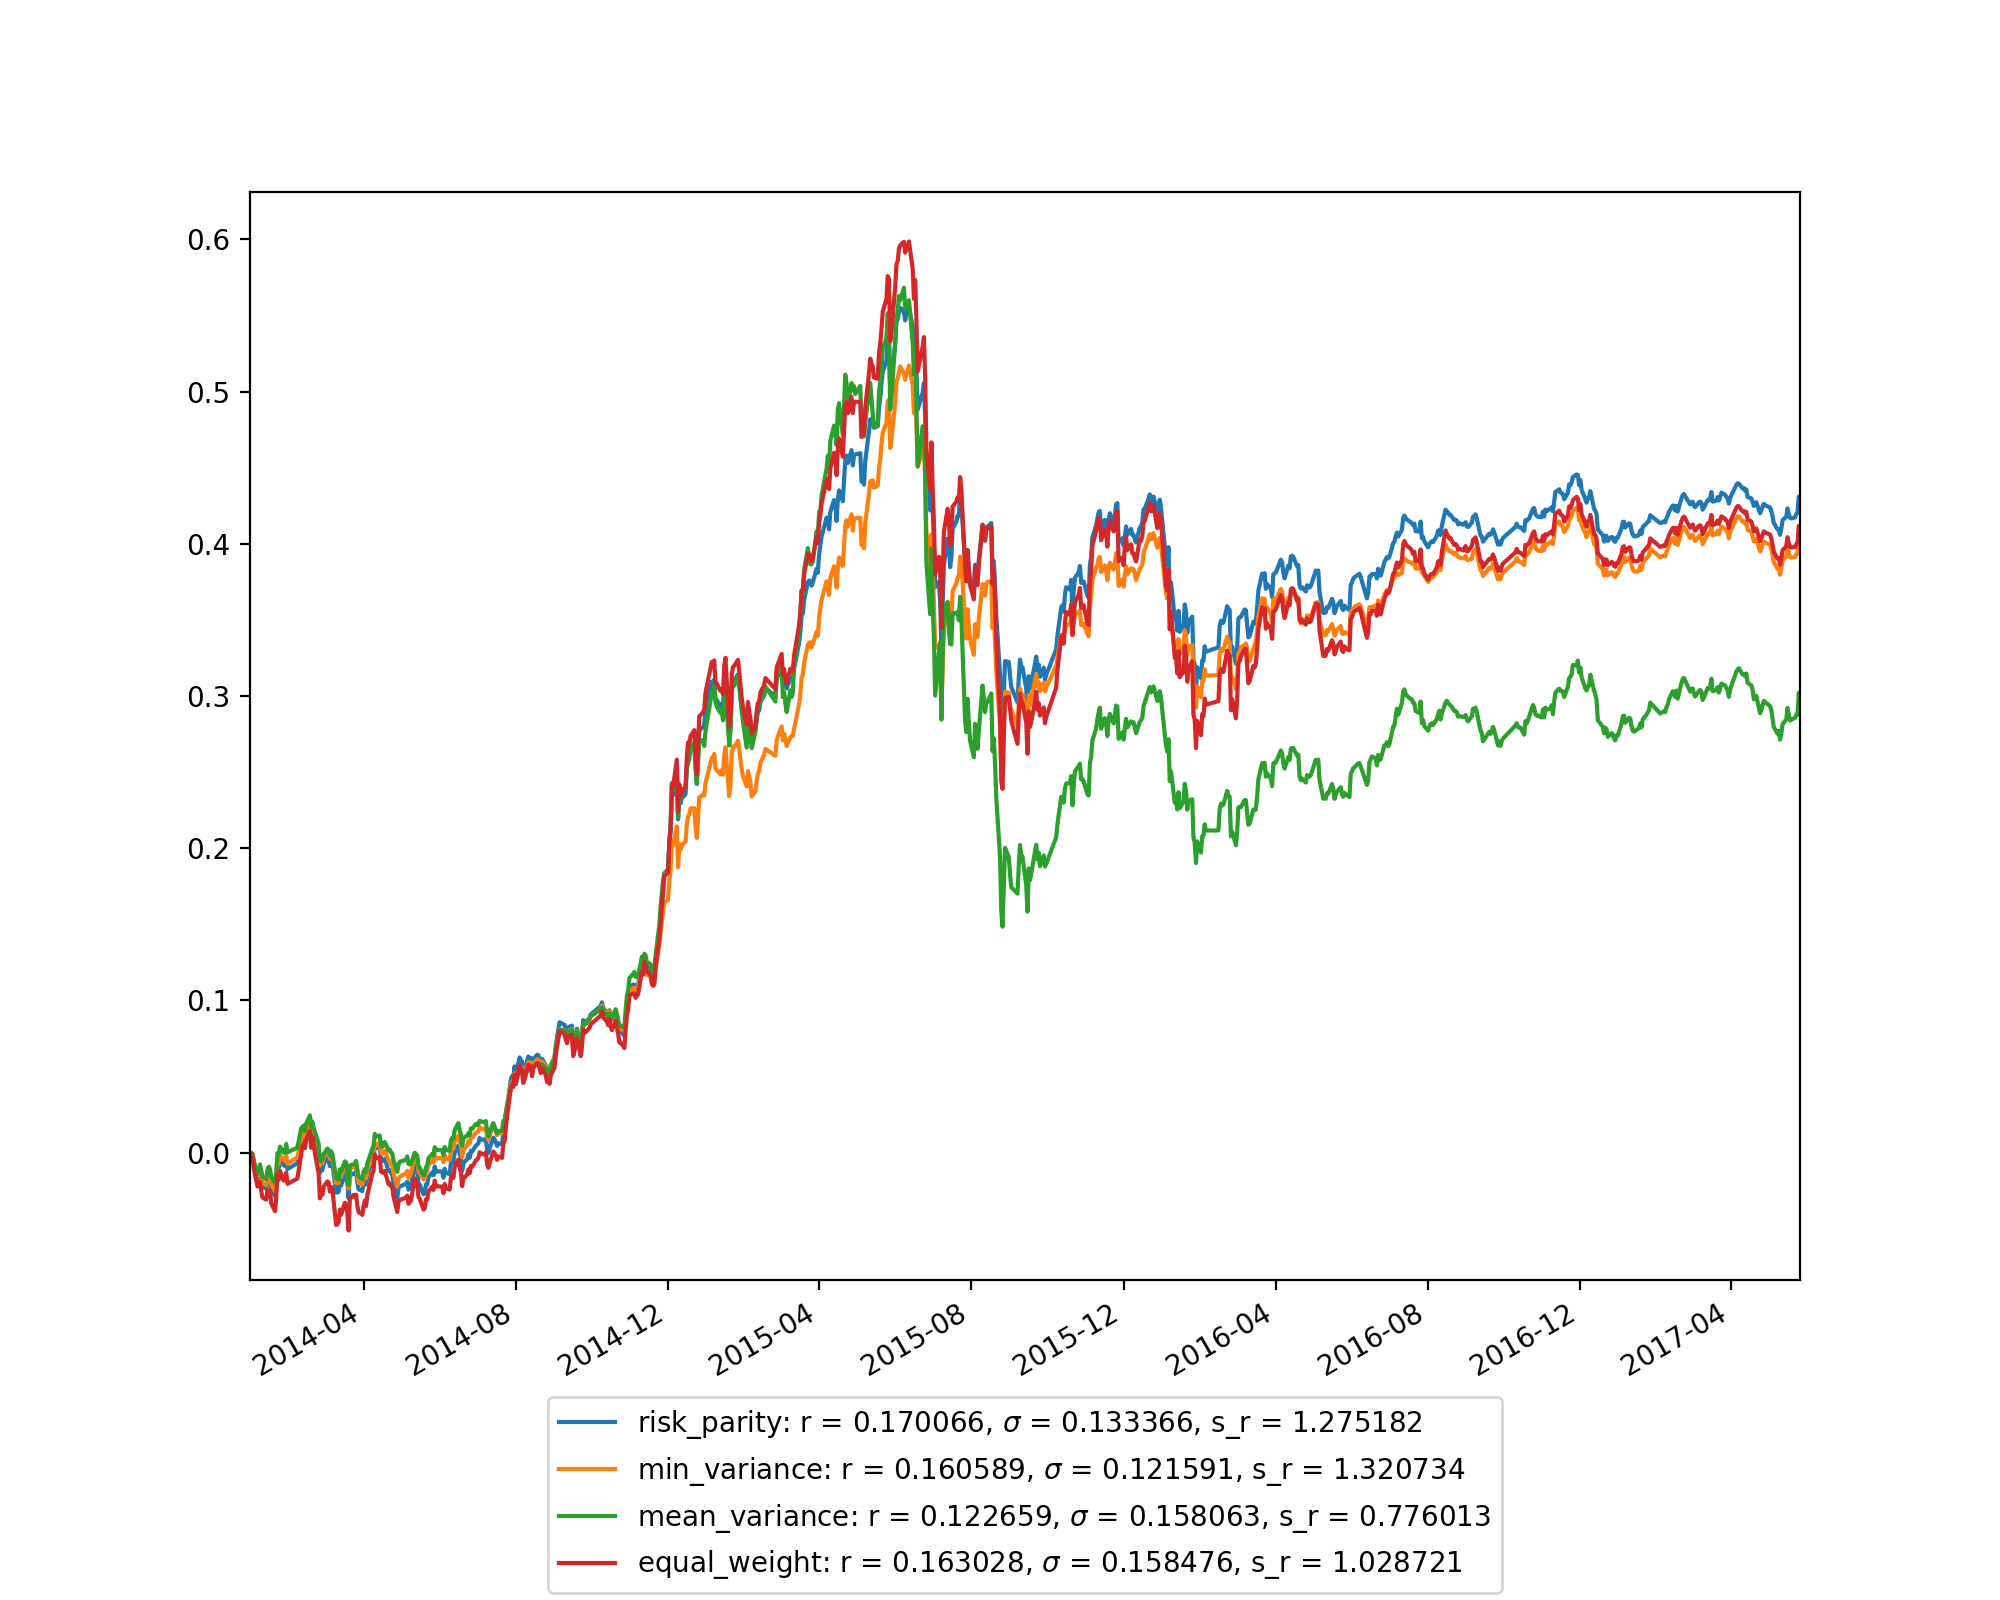 0.6
0.5
0.4
0.3
0.2
0.1
0.0
2014-04 2014-08 2014-12 2015-04 2015-08 2015-12 2016-04 2016-08 2016-12 2017-04
risk_parity: r = 0.170066, σ = 0.133366, s_r = 1.275182
min_variance: r = 0.160589, σ = 0.121591, s_r = 1.320734
mean_variance: r = 0.122659, σ = 0.158063, s_r = 0.776013
equal_weight: r = 0.163028, σ = 0.158476, s_r = 1.028721